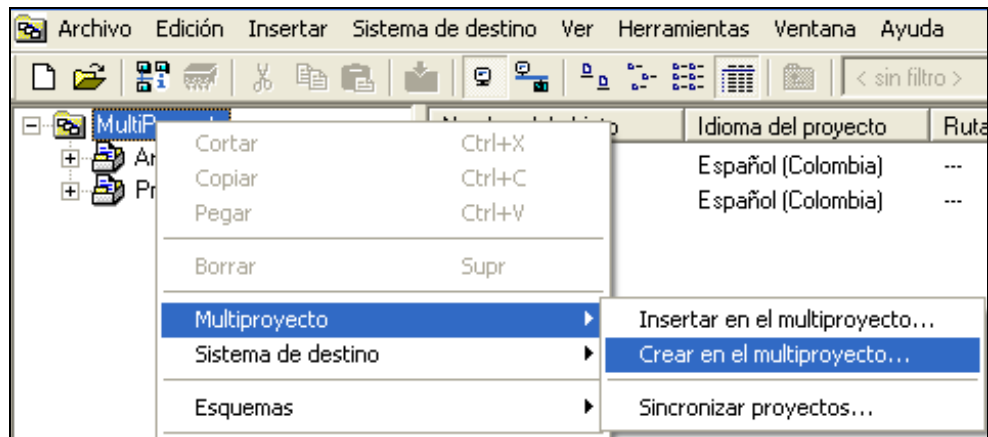 Archivo Edición Insertar Sistema de destino Ver Herramientas Ventana Ayuda
< sin filtro >
Idioma del proyecto Ruta
Español (Colombia) ---
Español (Colombia) ---
Cortar Ctrl+X
Copiar Ctrl+C
Pegar Ctrl+V
Borrar Supr
Multiproyecto
Sistema de destino
Esquemas
Insertar en el multiproyecto...
Crear en el multiproyecto...
Sincronizar proyectos...